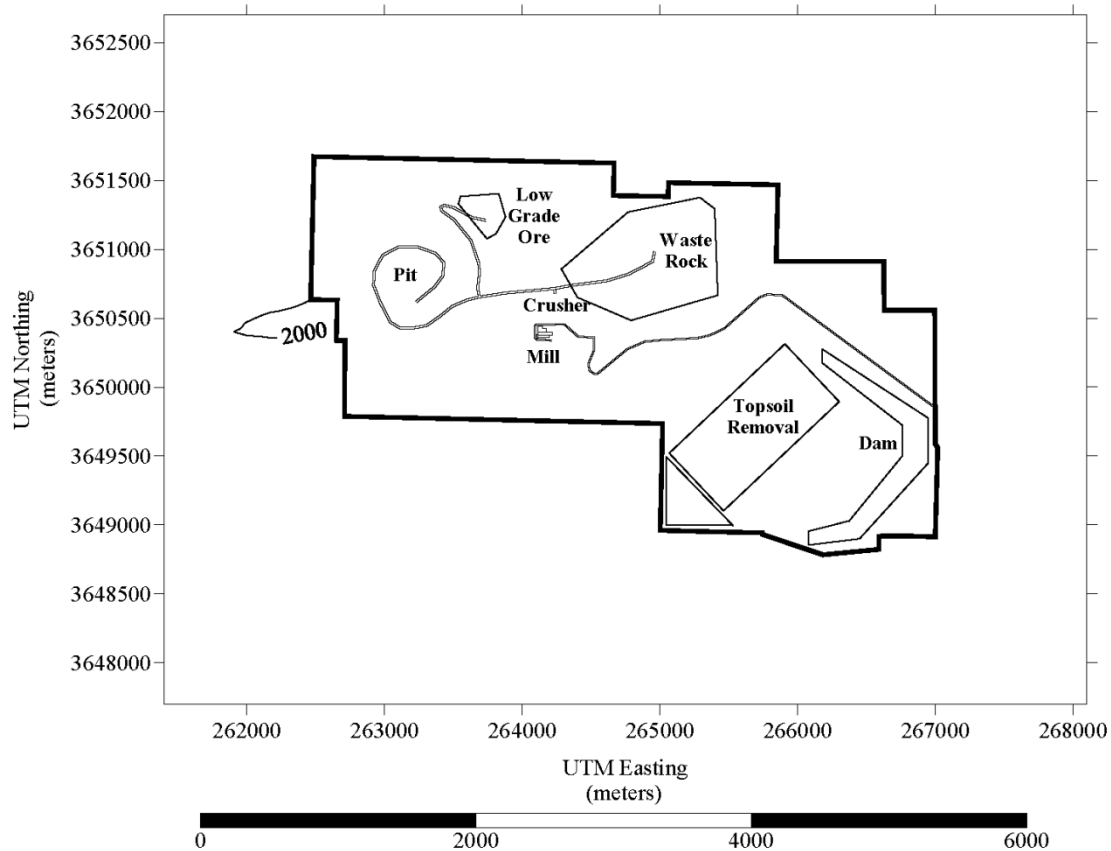 3652500
3652000
3651500
3651000
3650500
3650000
3649500
3649000
3648500
3648000
UTM Northing
(meters)
Low
Grade
Ore
Waste
Rock
Pit
Crusher
2000
Mill
Topsoil
Removal
Dam
262000 263000 264000 265000 266000 267000 268000
UTM Easting
(meters)
0 2000 4000 6000